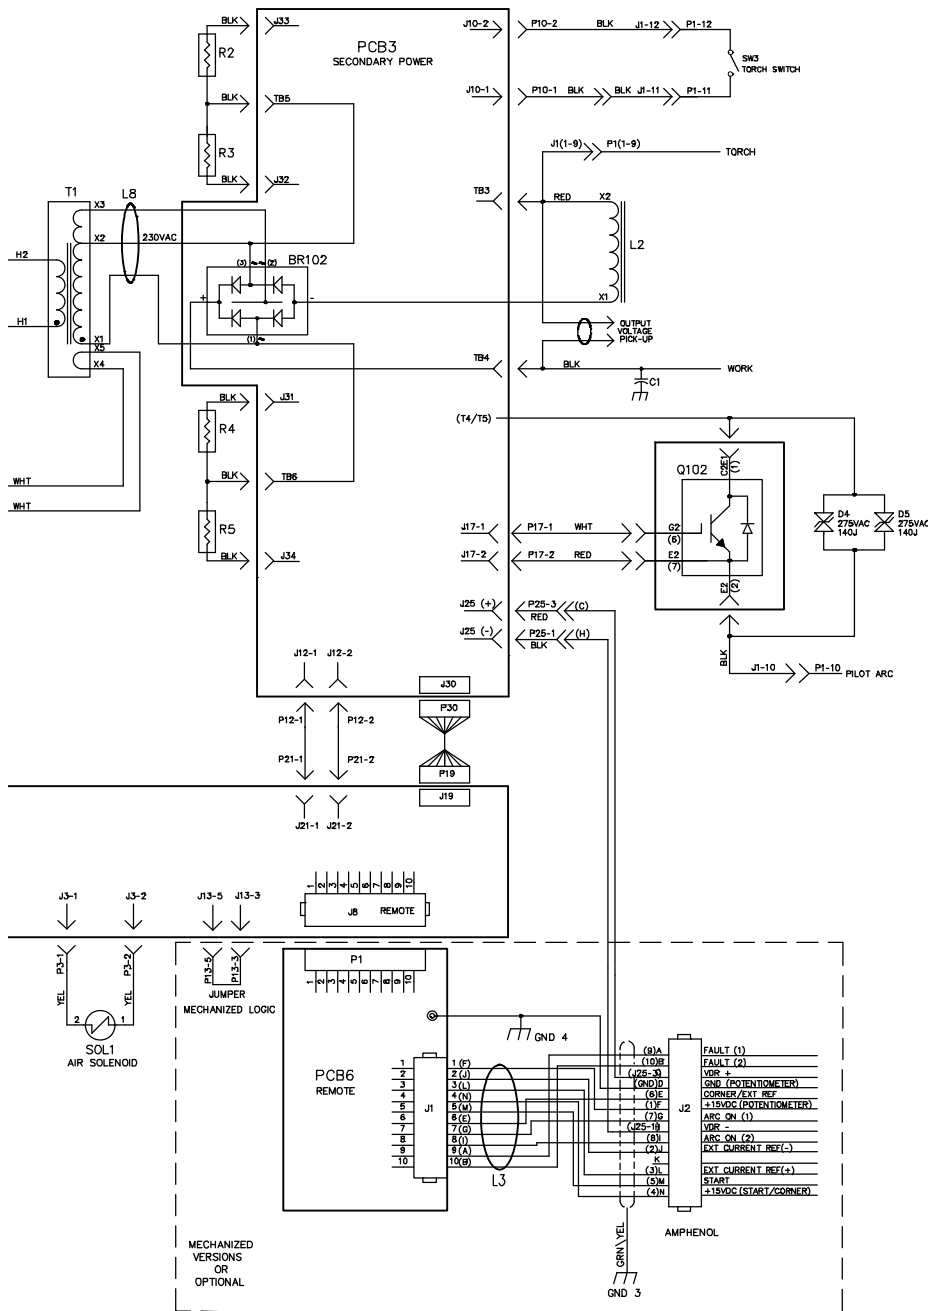 BLK
J33
R2
BLK
TB5
R3
BLK
J32
PCB3
SECONDARY POWER
J10-2
P10-2
BLK
J1-12
P1-12
SW3
TORCH SWITCH
J10-1
P10-1
BLK
BLK
J1-11
P1-11
J1(1-9)
P1(1-9)
TORCH
TB3
RED
X2
L2
X1
T1
L8
X3
X2
230VAC
H2
H1
X1
X5
X4
(3)
(2)
BR102
+
-
(1)
OUTPUT
VOLTAGE
PICK-UP
TB4
BLK
WORK
C1
BLK
J31
R4
BLK
TB6
R5
BLK
J34
WHT
WHT
(T4/T5)
Q102
C2E1
(1)
J17-1
P17-1
WHT
G2
(6)
J17-2
P17-2
RED
E2
(7)
E2
(2)
D4
275VAC
140J
D5
275VAC
140J
J25 (+)
P25-3
(C)
RED
J25 (-)
P25-1
(H)
BLK
BLK
J1-10
P1-10
PILOT ARC
J12-1
J12-2
J30
P30
P12-1
P12-2
P21-1
P21-2
P19
J19
J21-1
J21-2
J3-1
J3-2
J13-5
J13-3
1 2 3 4 5 6 7 8 9 10
J8
REMOTE
P3-1
P3-2
P13-5
P13-3
YEL
YEL
JUMPER
MECHANIZED LOGIC
2
1
SOL1
AIR SOLENOID
P1
1 2 3 4 5 6 7 8 9 10
GND 4
PCB6
REMOTE
J1
1
2
3
4
5
6
7
8
9
10
1 (F)
2 (J)
3 (L)
4 (N)
5 (M)
6 (E)
7 (G)
8 (I)
9 (A)
10 (B)
L3
(9)A
FAULT (1)
(10)B
FAULT (2)
(J25-3)
VDR +
(GND)D
GND (POTENTIOMETER)
(6)E
CORNER/EXT REF
(1)F
+15VDC (POTENTIOMETER)
(7)G
ARC ON (1)
(J25-1)H
VDR -
(8)I
ARC ON (2)
(2)J
EXT CURRENT REF(-)
K
(3)L
EXT CURRENT REF(+)
(5)M
START
(4)N
+15VDC (START/CORNER)
J2
AMPHENOL
GRN\YEL
GND 3
MECHANIZED
VERSIONS
OR
OPTIONAL